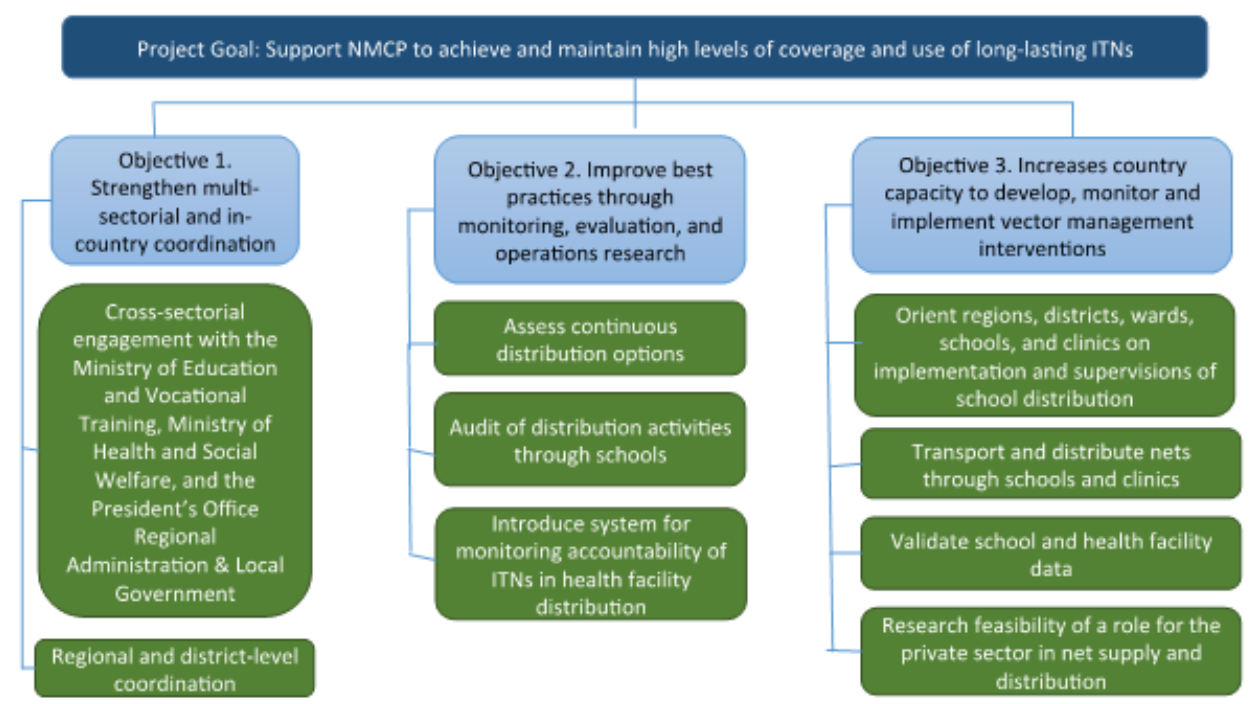 Project Goal: Support NMCP to achieve and maintain high levels of coverage and use of long-lasting ITNs
Objective 1.
Strengthen multi-
sectorial and in-
country coordination
Cross-sectorial
engagement with the
Ministry of Education
and Vocational
Training, Ministry of
Health and Social
Welfare, and the
President's Office
Regional
Administration & Local
Government
Regional and district-level
coordination
Objective 2. Improve best
practices through
monitoring, evaluation, and
operations research
Assess continuous
distribution options
Audit of distribution activities
through schools
Introduce system for
monitoring accountability of
ITNs in health facility
distribution
Objective 3. Increases country
capacity to develop, monitor and
implement vector management
interventions
Orient regions, districts, wards,
schools, and clinics on
implementation and supervisions of
school distribution
Transport and distribute nets
through schools and clinics
Validate school and health facility
data
Research feasibility of a role for the
private sector in net supply and
distribution